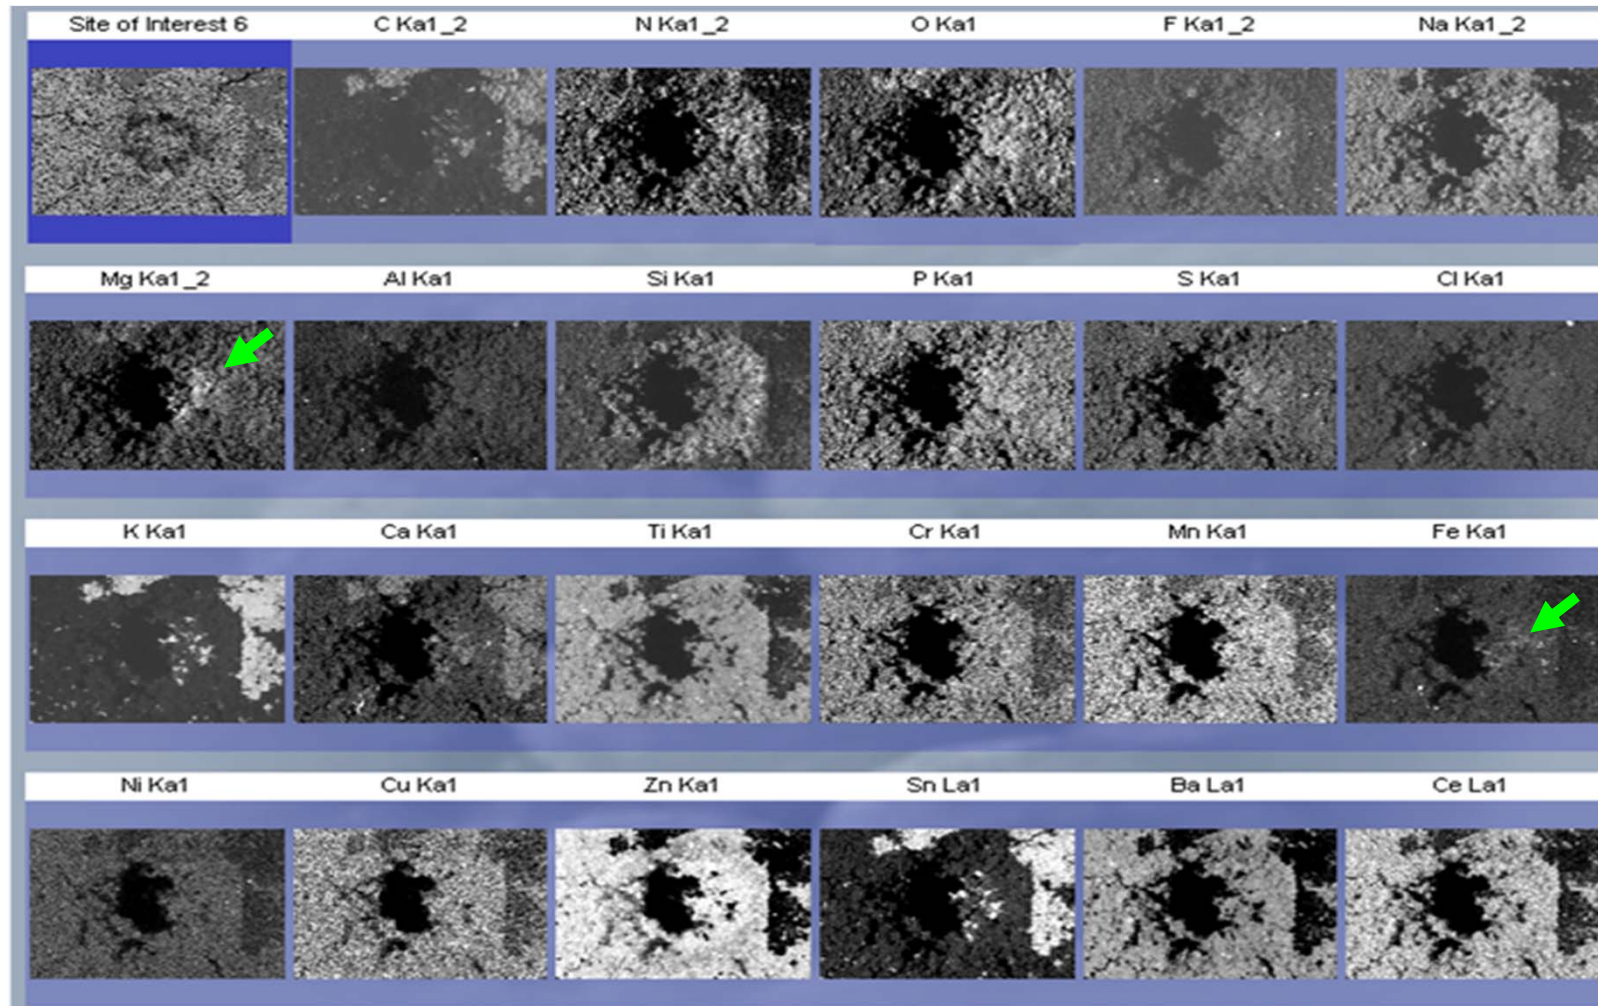 Site of Interest 6 C Ka1_2 N Ka1_2 O Ka1 F Ka1_2 Na Ka1_2
Mg Ka1_2 Al Ka1 Si Ka1 P Ka1 S Ka1 Cl Ka1
K Ka1 Ca Ka1 Ti Ka1 Cr Ka1 Mn Ka1 Fe Ka1
Ni Ka1 Cu Ka1 Zn Ka1 Sn La1 Ba La1 Ce La1